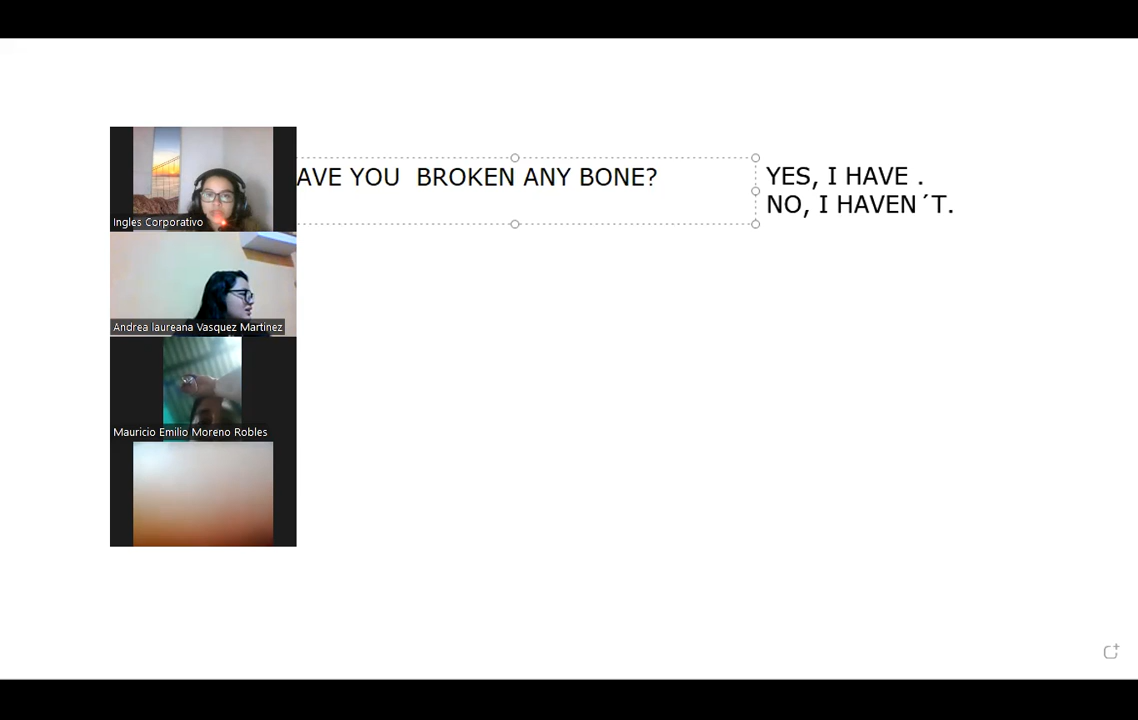 AVE YOU  BROKEN ANY BONE?
YES, I HAVE .
NO, I HAVEN´T.
Ingles Corporativo
Andrea laureana Vasquez Martinez
Mauricio Emilio Moreno Robles